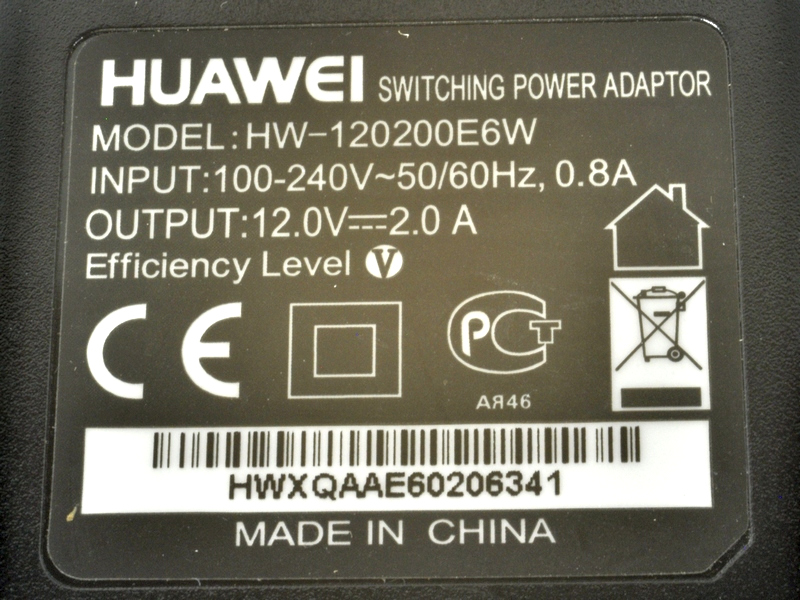 HUAWEI SWITCHING POWER ADAPTOR
MODEL:HW-120200E6W
INPUT:100-240V~50/60Hz, 0.8A
OUTPUT:12.0V⎓2.0 A
Efficiency Level V
CE PCT
АЯ46
HWXQAAE60206341
MADE IN CHINA